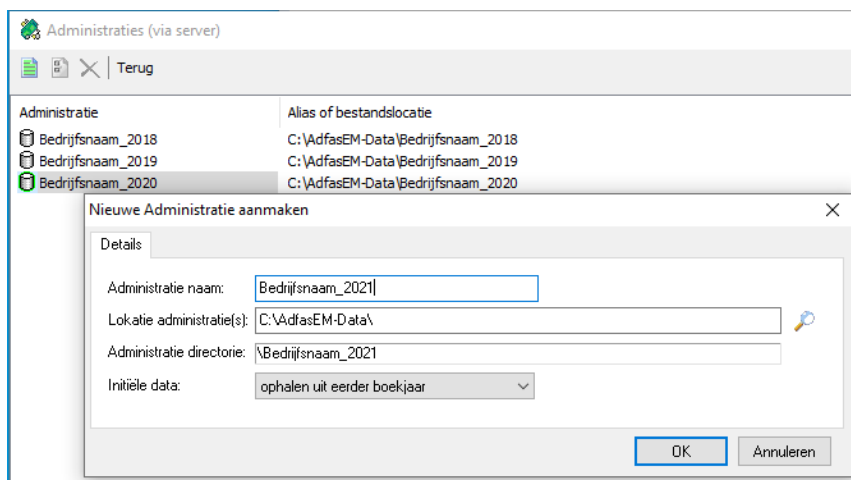 Administraties (via server)
Terug
Administratie Alias of bestandslocatie
Bedrijfsnaam_2018 C:\AdfasEM-Data\Bedrijfsnaam_2018
Bedrijfsnaam_2019 C:\AdfasEM-Data\Bedrijfsnaam_2019
Bedrijfsnaam_2020 C:\AdfasEM-Data\Bedrijfsnaam_2020
Nieuwe Administratie aanmaken
Details
Administratie naam: Bedrijfsnaam_2021
Lokatie administratie(s): C:\AdfasEM-Data\
Administratie directorie: \Bedrijfsnaam_2021
Initiële data: ophalen uit eerder boekjaar
OK Annuleren